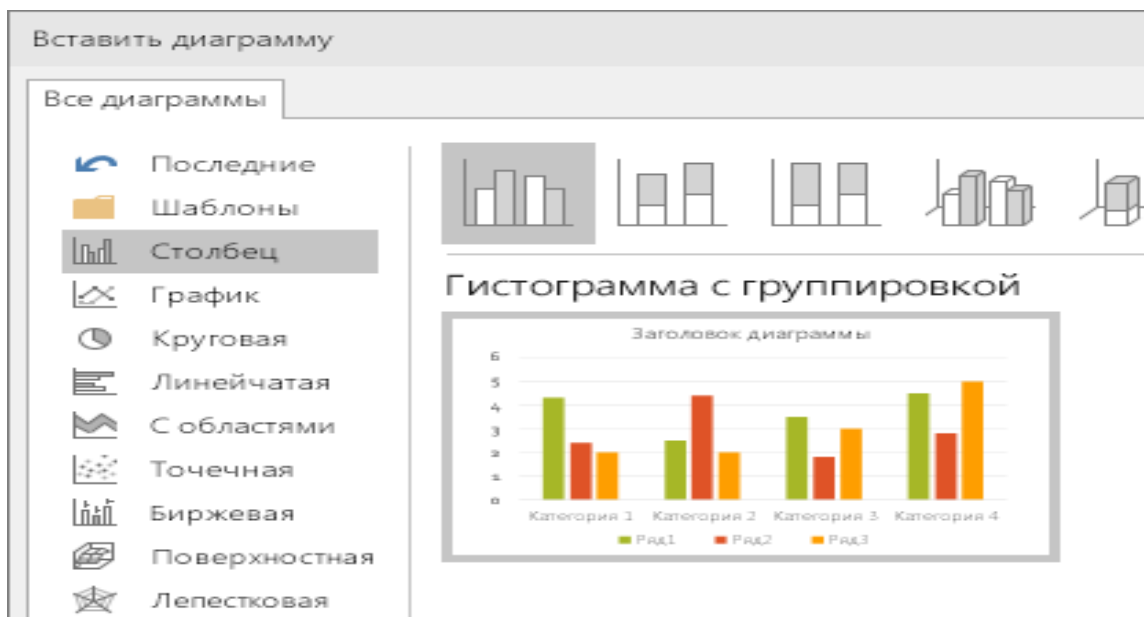 Вставить диаграмму
Все диаграммы
Последние
Шаблоны
Столбец
График
Круговая
Линейчатая
С областями
Точечная
Биржевая
Поверхностная
Лепестковая
Гистограмма с группировкой
Заголовок диаграммы
6
5
4
3
2
1
0
Категория 1 Категория 2 Категория 3 Категория 4
Ряд1 Ряд2 Ряд3